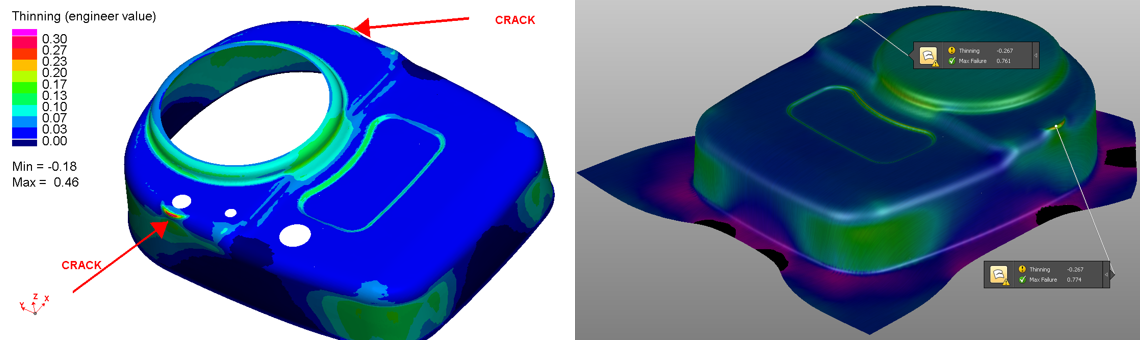 Thinning (engineer value)
0.30
0.27
0.23
0.20
0.17
0.13
0.10
0.07
0.03
0.00
Min = -0.18
Max = 0.46
CRACK
CRACK
Z
Y
X
Thinning -0.267
Max Failure 0.761
Thinning -0.267
Max Failure 0.774